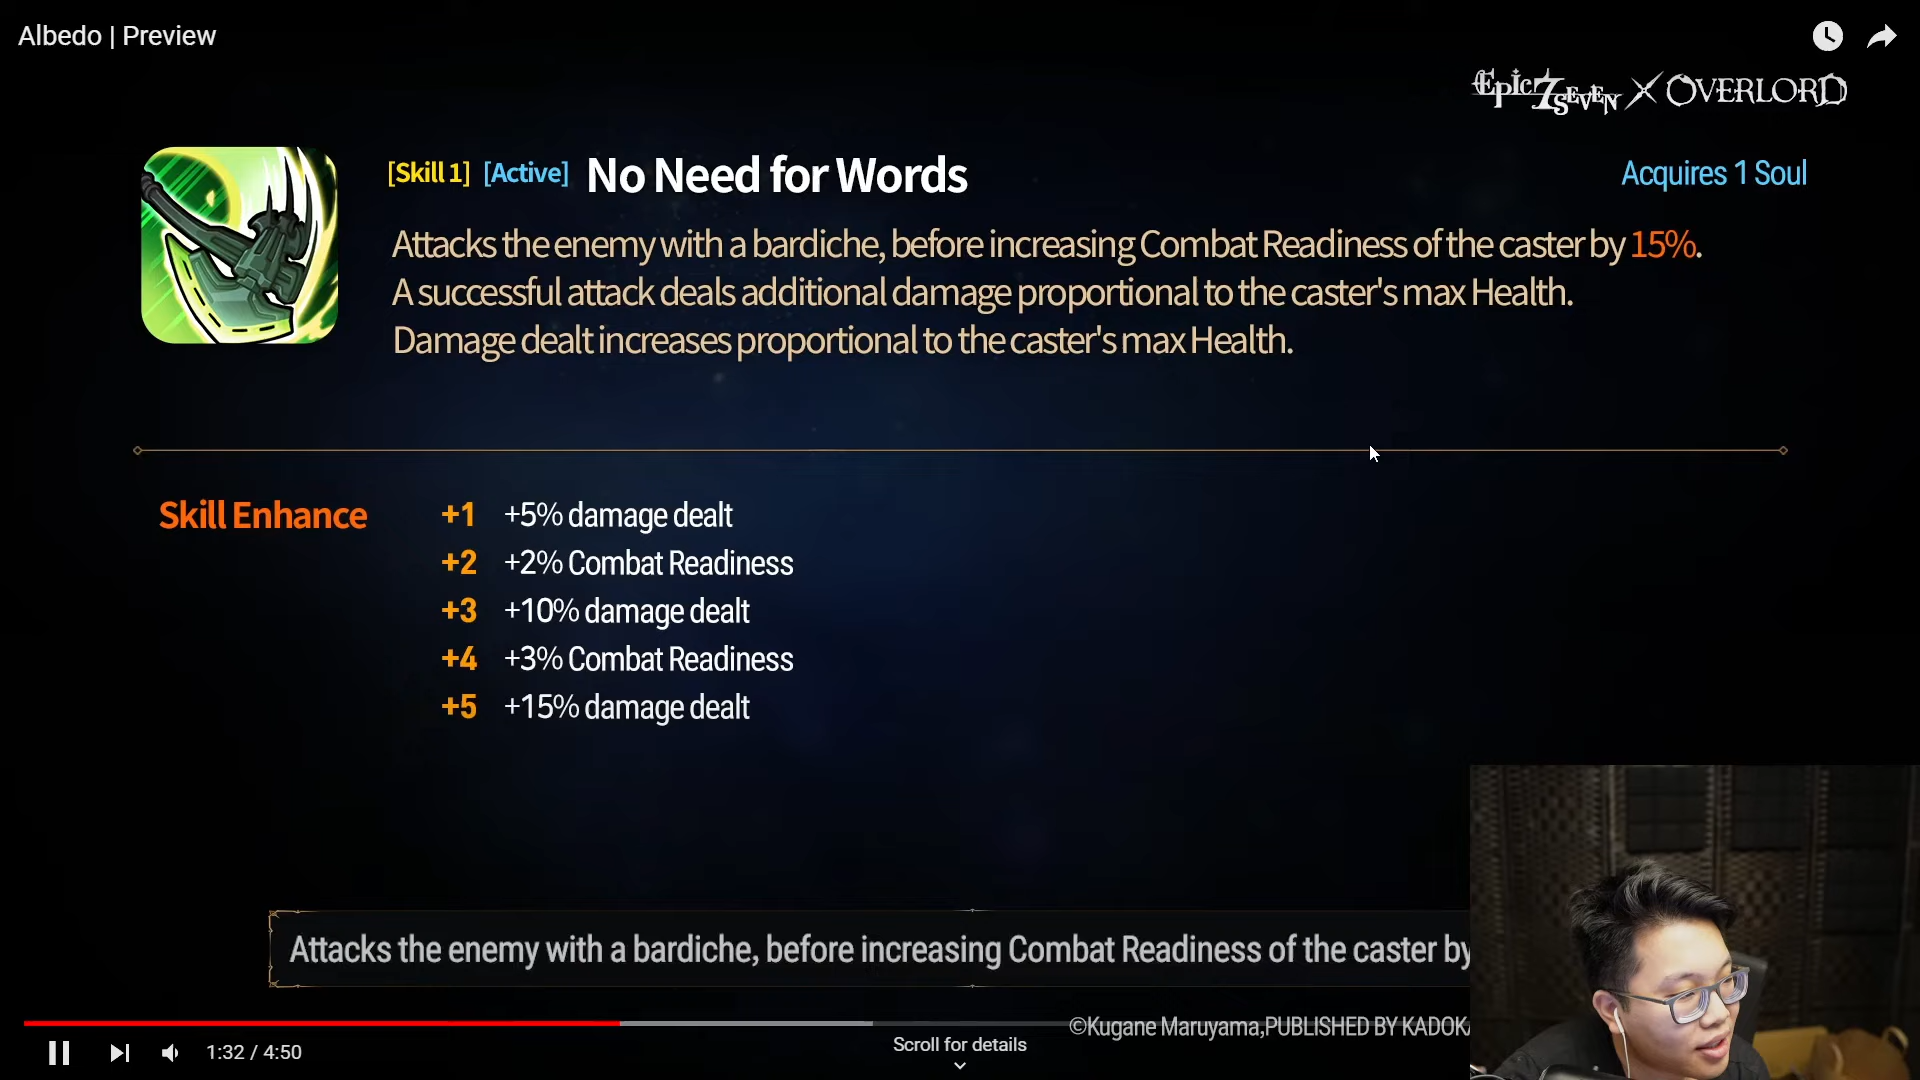 Albedo | Preview
EPIC SEVEN X OVERLORD
[Skill 1] [Active] No Need for Words
Acquires 1 Soul
Attacks the enemy with a bardiche, before increasing Combat Readiness of the caster by 15%.
A successful attack deals additional damage proportional to the caster's max Health.
Damage dealt increases proportional to the caster's max Health.
Skill Enhance
+1 +5% damage dealt
+2 +2% Combat Readiness
+3 +10% damage dealt
+4 +3% Combat Readiness
+5 +15% damage dealt
Attacks the enemy with a bardiche, before increasing Combat Readiness of the caster by
©Kugane Maruyama,PUBLISHED BY KADOK
1:32 / 4:50
Scroll for details